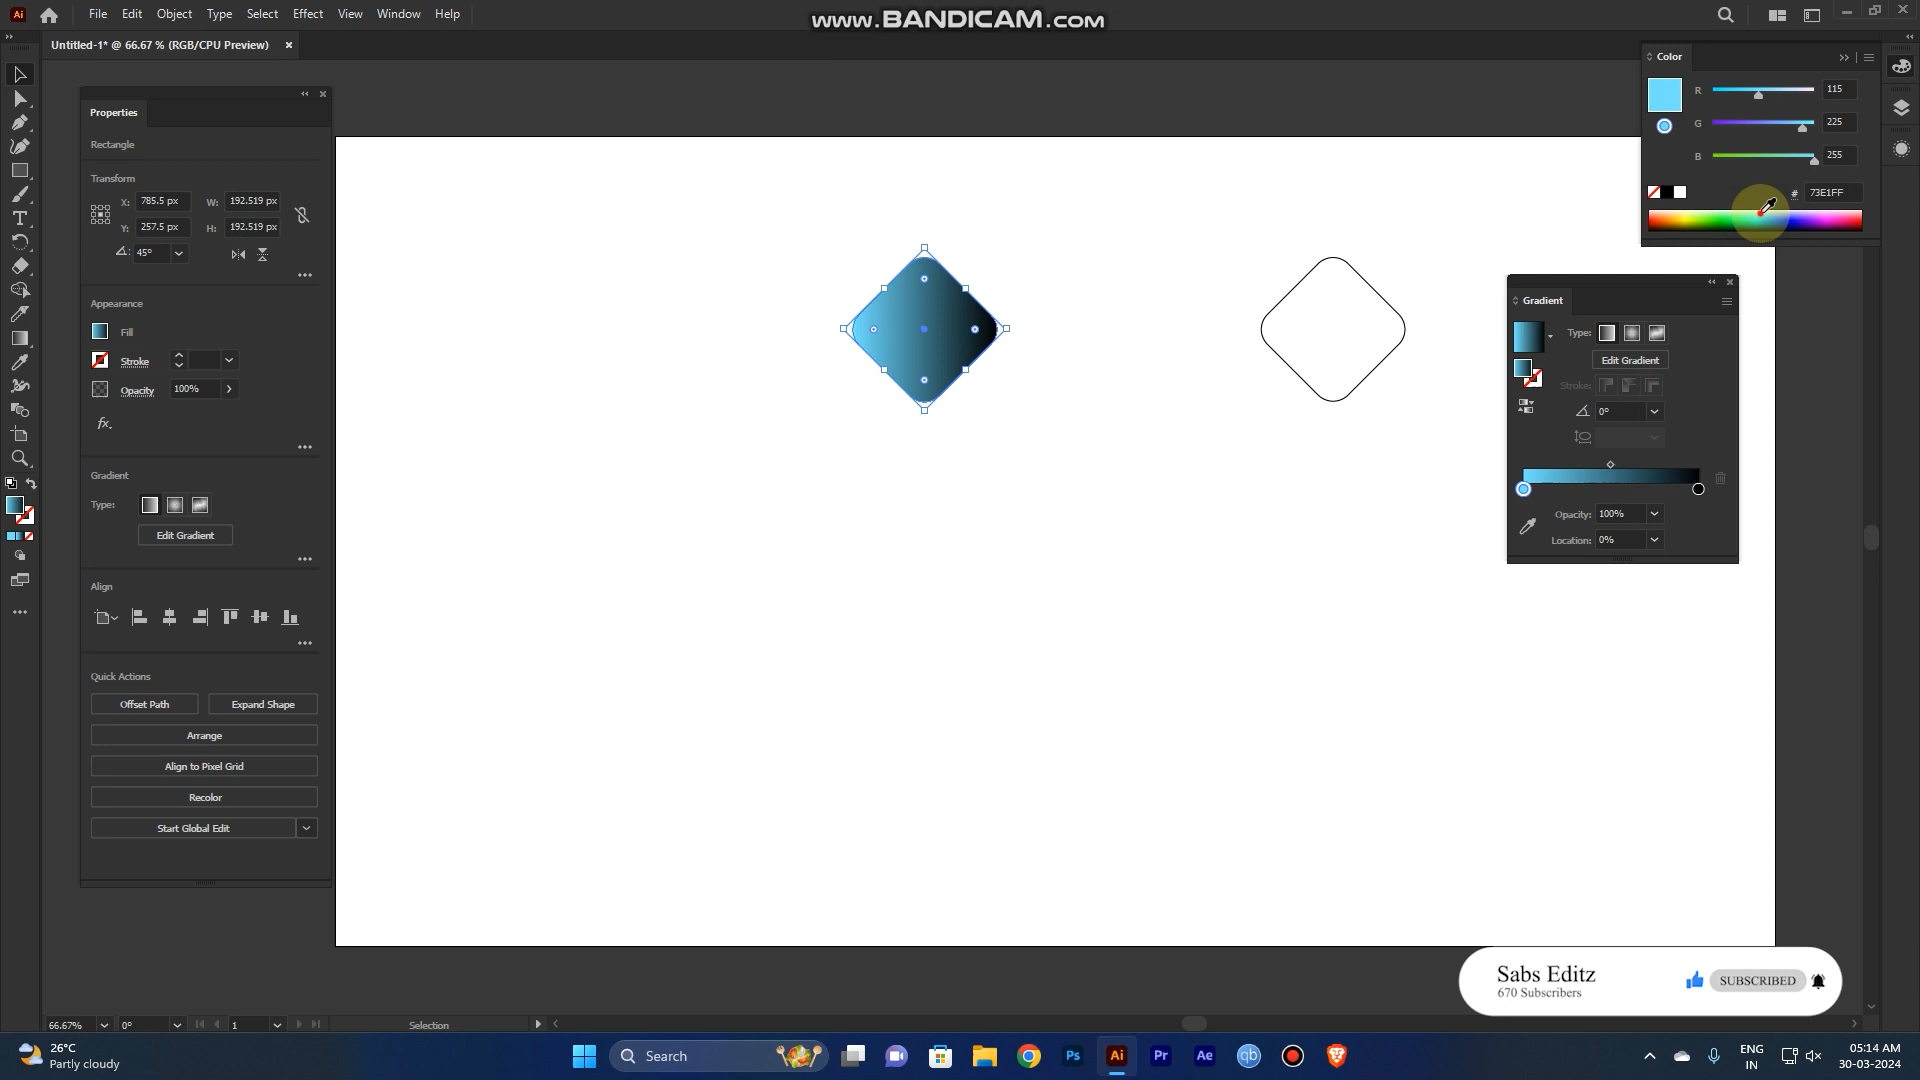 File Edit Object Type Select Effect View Window Help
www.BANDICAM.com
Untitled-1* @ 66.67 % (RGB/CPU Preview)
Properties
Rectangle
Transform
X: 785.5 px W: 192.519 px
Y: 257.5 px H: 192.519 px
45°
Appearance
Fill
Stroke
Opacity 100%
fx.
Gradient
Type:
Edit Gradient
Align
Quick Actions
Offset Path Expand Shape
Arrange
Align to Pixel Grid
Recolor
Start Global Edit
Color
R 115
G 225
B 255
# 73E1FF
Gradient
Type:
Edit Gradient
Stroke:
0°
Opacity: 100%
Location: 0%
Sabs Editz
670 Subscribers
SUBSCRIBED
66.67% 0° 1 Selection
26°C
Partly cloudy
Search
Ps Ai Pr Ae qb
ENG
IN
05:14 AM
30-03-2024